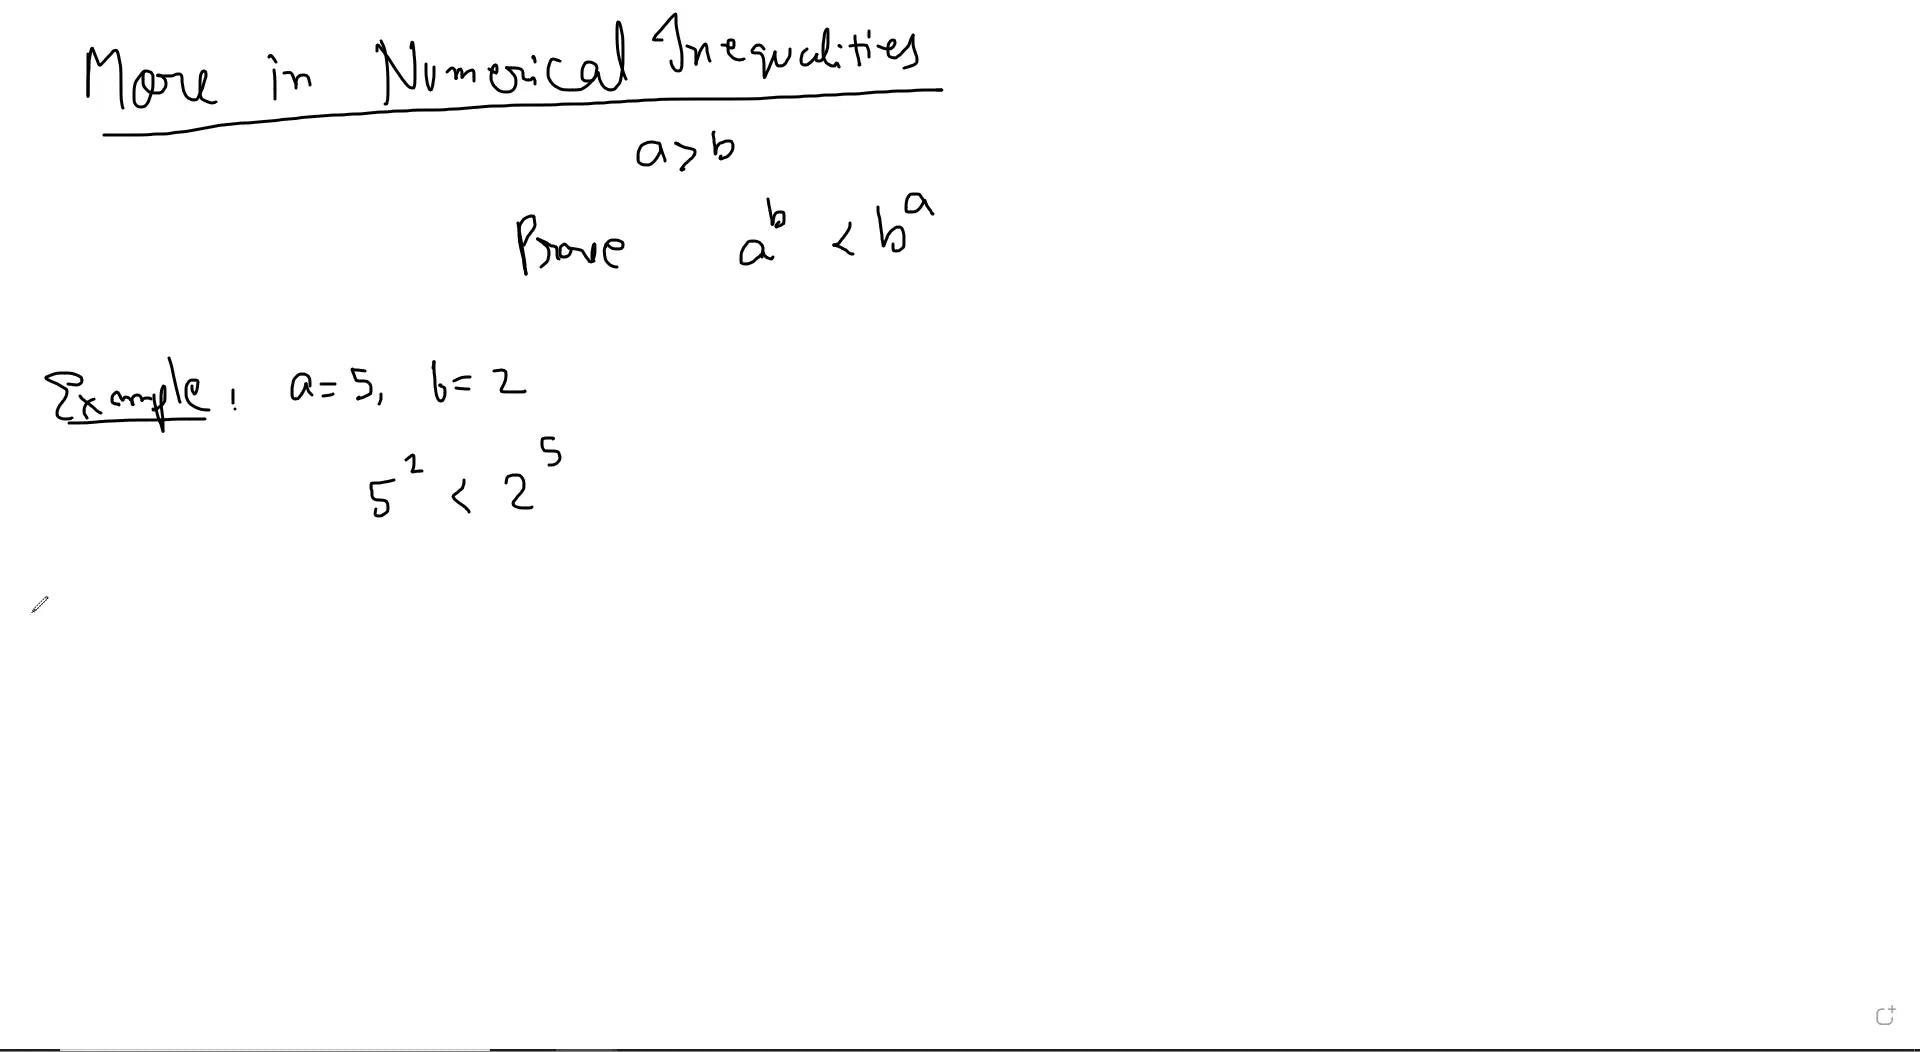 More in Numerical Inequalities
a > b
Prove a^b < b^a
Example : a = 5, b = 2
5^2 < 2^5